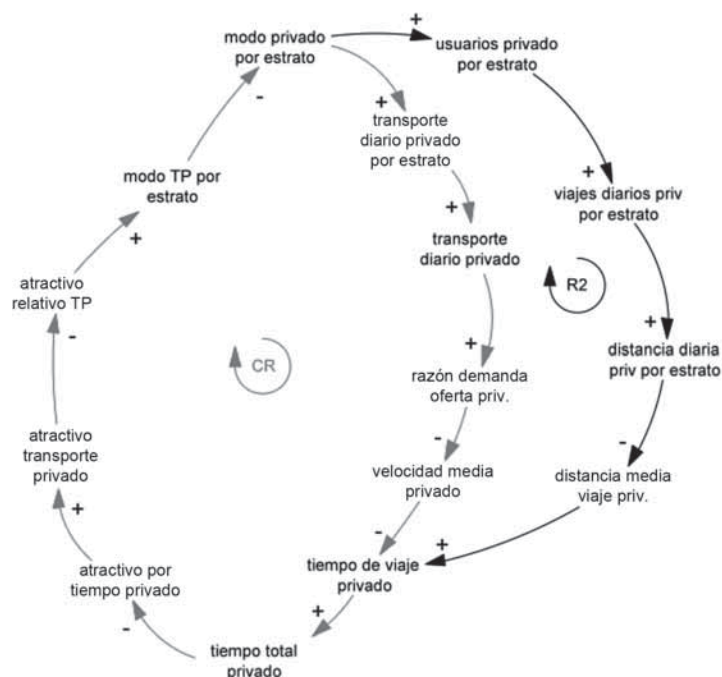 modo privado
por estrato
+
usuarios privado
por estrato
-
+
transporte
diario privado
por estrato
modo TP por
estrato
+
viajes diarios priv
por estrato
+
+
transporte
diario privado
atractivo
relativo TP
R2
-
+
+
distancia diaria
priv por estrato
CR
razón demanda
oferta priv.
atractivo
transporte
privado
-
-
velocidad media
privado
distancia media
viaje priv.
+
-
+
atractivo por
tiempo privado
tiempo de viaje
privado
-
+
tiempo total
privado